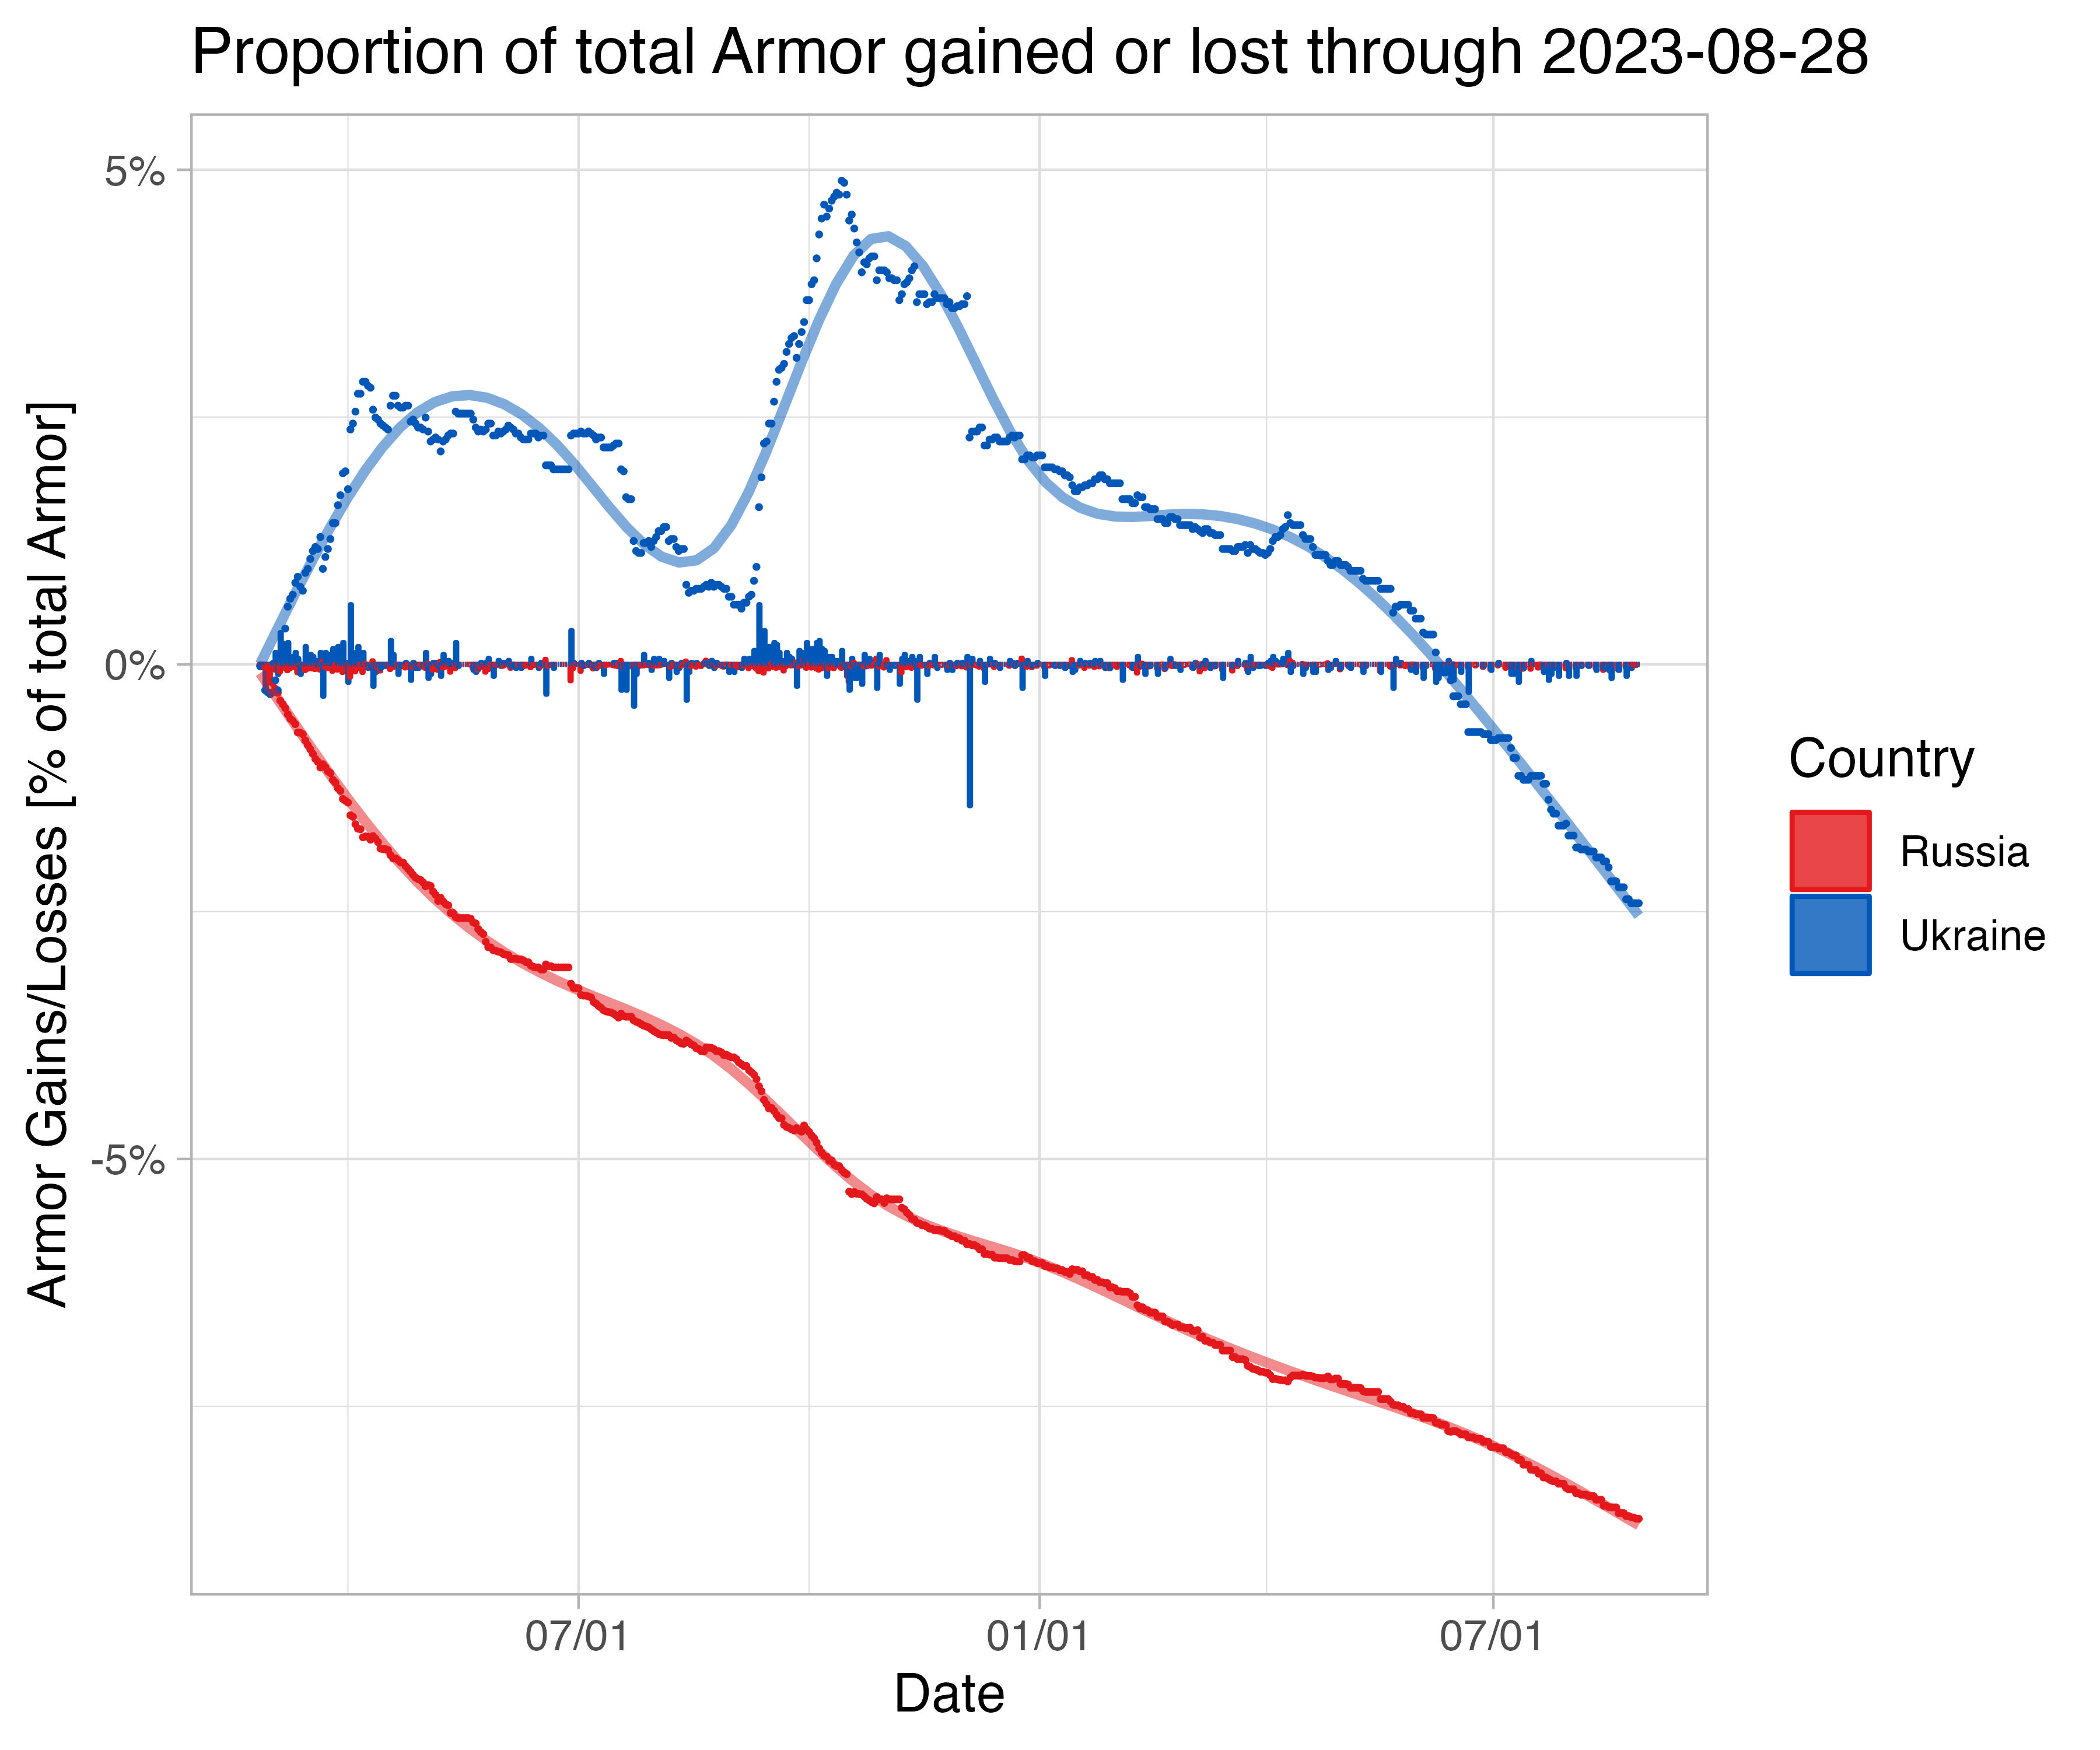 Proportion of total Armor gained or lost through 2023-08-28
Armor Gains/Losses [% of total Armor]
5%
0%
-5%
07/01
01/01
07/01
Date
Country
Russia
Ukraine